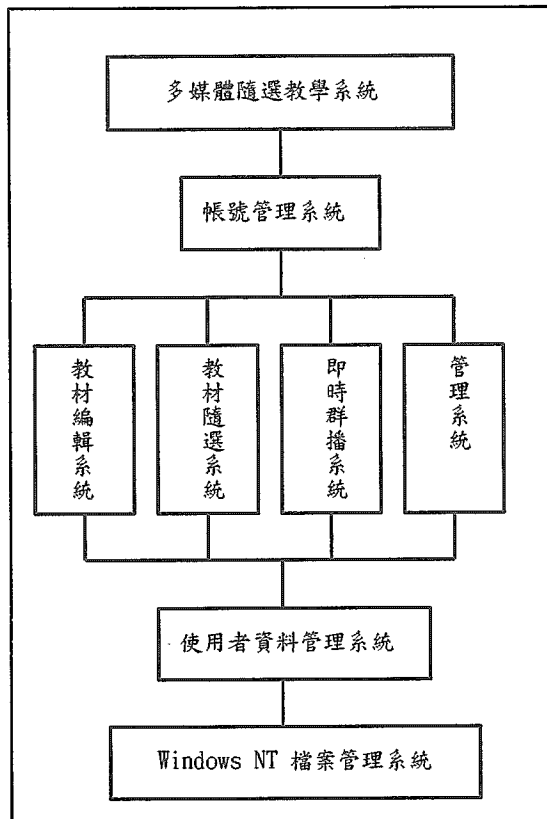 多媒體隨選教學系統
帳號管理系統
教材編輯系統
教材隨選系統
即時群播系統
管理系統
使用者資料管理系統
Windows NT 檔案管理系統